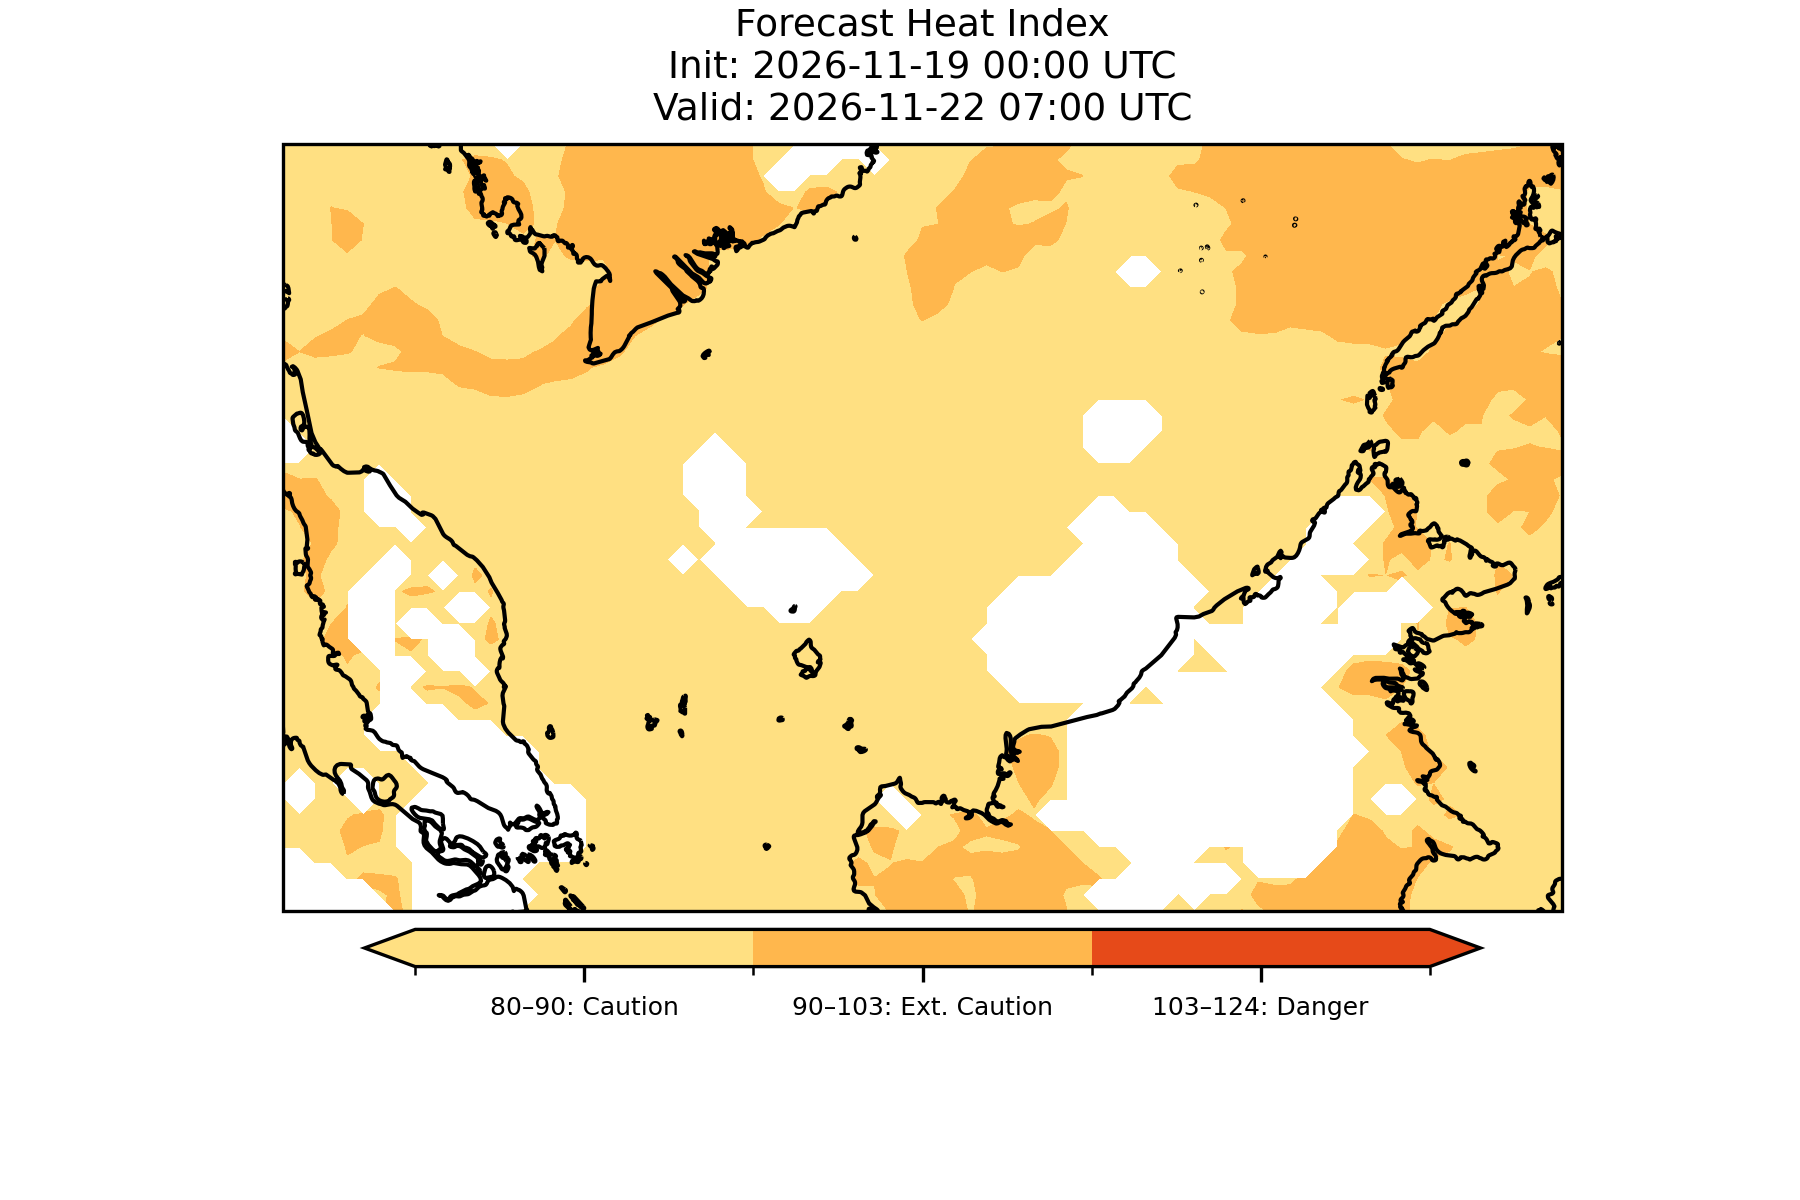 Forecast Heat Index
Init: 2026-11-19 00:00 UTC
Valid: 2026-11-22 07:00 UTC
80–90: Caution
90–103: Ext. Caution
103–124: Danger